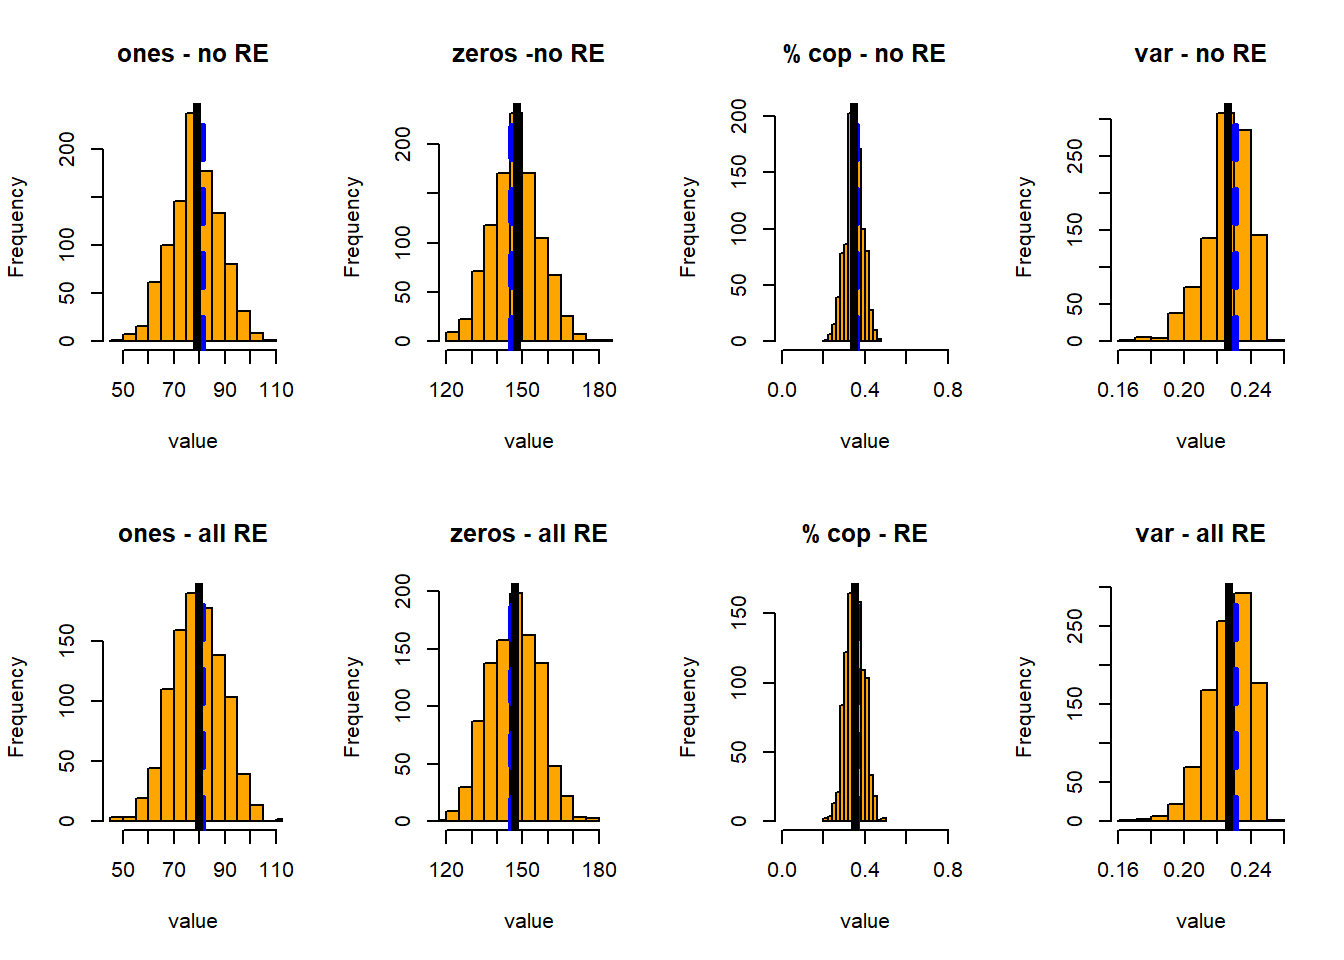 ones - no RE
Frequency
0 50 100 200
50 70 90 110
value
zeros -no RE
Frequency
0 50 100 200
120 150 180
value
% cop - no RE
Frequency
0 50 100 150 200
0.0 0.4 0.8
value
var - no RE
Frequency
0 50 150 250
0.16 0.20 0.24
value
ones - all RE
Frequency
0 50 100 150
50 70 90 110
value
zeros - all RE
Frequency
0 50 100 150 200
120 150 180
value
% cop - RE
Frequency
0 50 100 150
0.0 0.4 0.8
value
var - all RE
Frequency
0 50 150 250
0.16 0.20 0.24
value